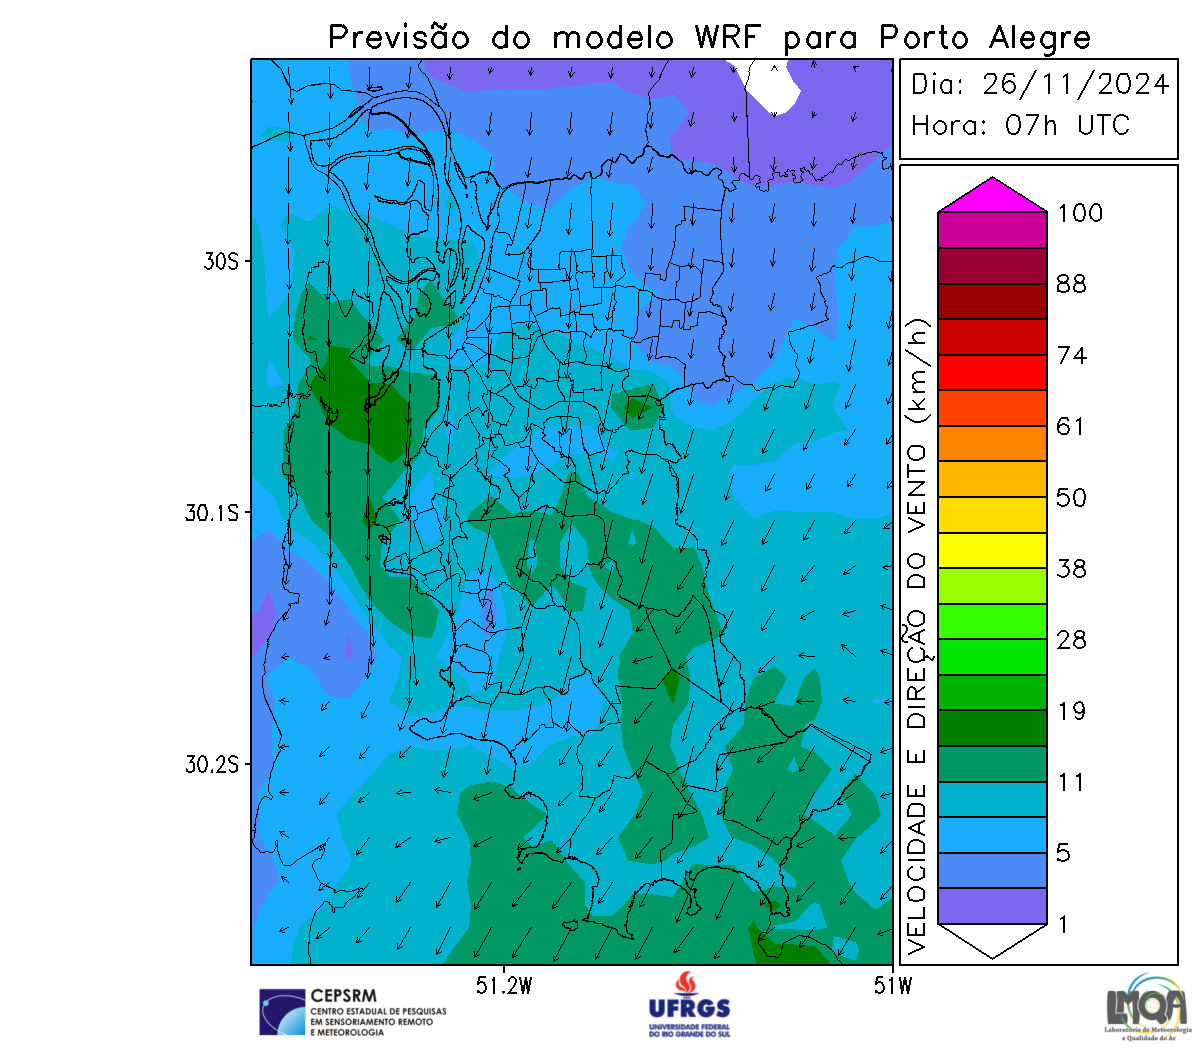 Previsão do modelo WRF para Porto Alegre
Dia: 26/11/2024
Hora: 07h UTC
30S
30.1S
30.2S
51.2W
51W
VELOCIDADE E DIREÇÃO DO VENTO (km/h)
100
88
74
61
50
38
28
19
11
5
1
CEPSRM
CENTRO ESTADUAL DE PESQUISAS
EM SENSORIAMENTO REMOTO
E METEOROLOGIA
UFRGS
UNIVERSIDADE FEDERAL
DO RIO GRANDE DO SUL
LMQA
Laboratório de Meteorologia
e Qualidade do Ar